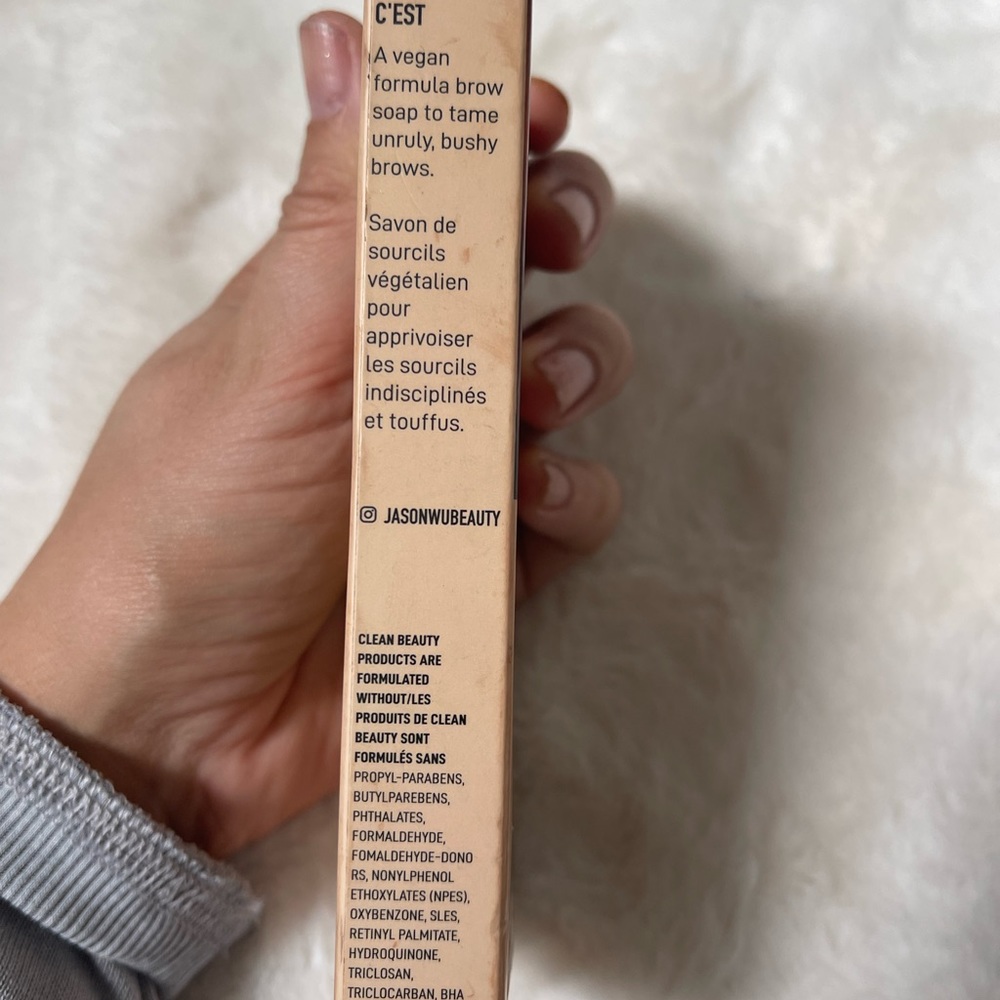 C'EST
A vegan
formula brow
soap to tame
unruly, bushy
brows.
Savon de
sourcils
végétalien
pour
apprivoiser
les sourcils
indisciplinés
et touffus.
JASONWUBEAUTY
CLEAN BEAUTY
PRODUCTS ARE
FORMULATED
WITHOUT/LES
PRODUITS DE CLEAN
BEAUTY SONT
FORMULÉS SANS
PROPYL-PARABENS,
BUTYLPAREBENS,
PHTHALATES,
FORMALDEHYDE,
FOMALDEHYDE-DONO
RS, NONYLPHENOL
ETHOXYLATES (NPES),
OXYBENZONE, SLES,
RETINYL PALMITATE,
HYDROQUINONE,
TRICLOSAN,
TRICLOCARBAN, BHA